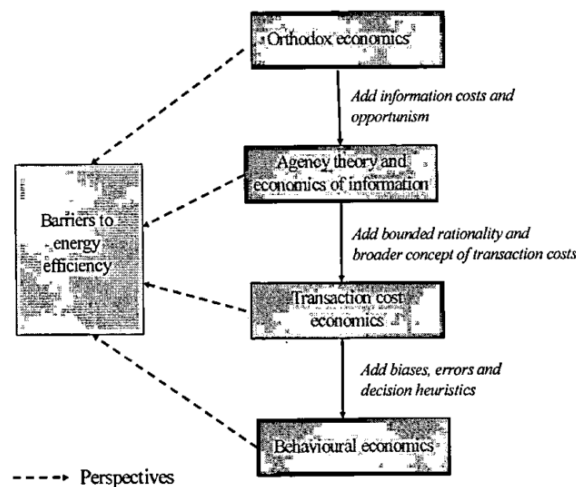 Orthodox economics
Add information costs and
opportunism
Agency theory and
economics of information
Barriers to
energy
efficiency
Add bounded rationality and
broader concept of transaction costs
Transaction cost
economics
Add biases, errors and
decision heuristics
Behavioural economics
Perspectives